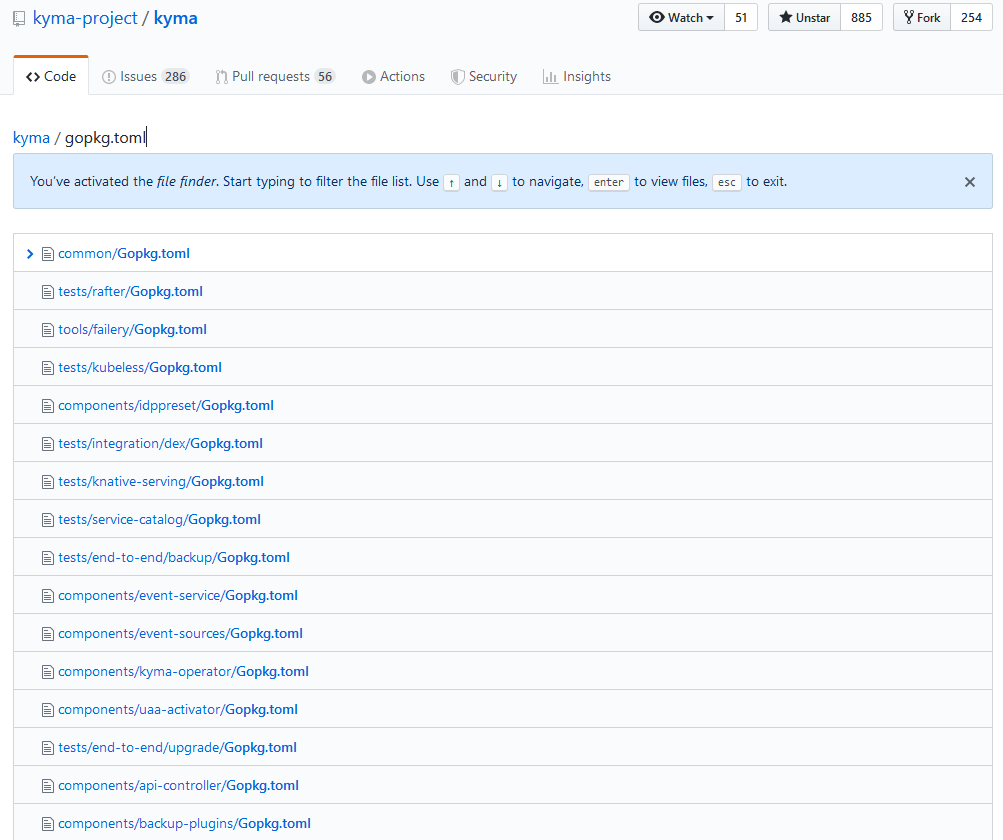 kyma-project / kyma
Watch 51 Unstar 885 Fork 254
Code Issues 286 Pull requests 56 Actions Security Insights
kyma / gopkg.toml
You've activated the file finder. Start typing to filter the file list. Use ↑ and ↓ to navigate, enter to view files, esc to exit.
common/Gopkg.toml
tests/rafter/Gopkg.toml
tools/failery/Gopkg.toml
tests/kubeless/Gopkg.toml
components/idppreset/Gopkg.toml
tests/integration/dex/Gopkg.toml
tests/knative-serving/Gopkg.toml
tests/service-catalog/Gopkg.toml
tests/end-to-end/backup/Gopkg.toml
components/event-service/Gopkg.toml
components/event-sources/Gopkg.toml
components/kyma-operator/Gopkg.toml
components/uaa-activator/Gopkg.toml
tests/end-to-end/upgrade/Gopkg.toml
components/api-controller/Gopkg.toml
components/backup-plugins/Gopkg.toml